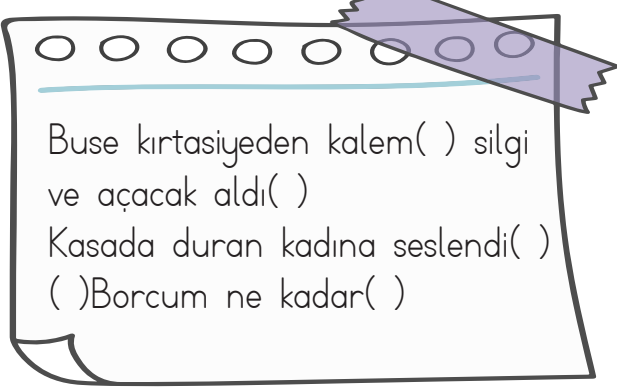 Buse kırtasiyeden kalem( ) silgi
ve açacak aldı( )
Kasada duran kadına seslendi( )
( )Borcum ne kadar( )